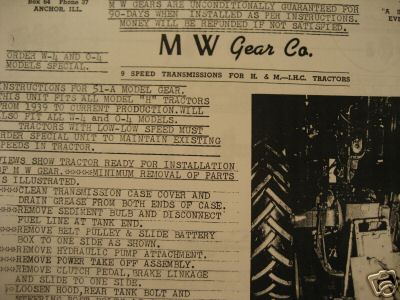 Box 64 Phone 37
ANCHOR, ILL.
M W GEARS ARE UNCONDITIONALLY GUARANTEED FOR
90-DAYS WHEN INSTALLED AS PER INSTRUCTIONS.
MONEY WILL BE REFUNDED IF NOT SATISFIED.
"A S
EVE
ORDER W-4 AND O-4
MODELS SPECIAL.
M W Gear Co.
9 SPEED TRANSMISSIONS FOR H. & M.—I.H.C. TRACTORS
INSTRUCTIONS FOR 51-A MODEL GEAR.
THIS UNIT FITS ALL MODEL "H" TRACTORS
FROM 1939 TO CURRENT PRODUCTION.WILL
ALSO FIT ALL W-4 and O-4 MODELS.
TRACTORS WITH LOW-LOW SPEED MUST
ORDER SPECIAL UNIT TO MAINTAIN EXISTING
SPEEDS IN TRACTOR.
VIEWS SHOW TRACTOR READY FOR INSTALLATION
OF M W GEAR. MINIMUM REMOVAL OF PARTS
S ILLUSTRATED.
CLEAN TRANSMISSION CASE COVER AND
DRAIN GREASE FROM BOTH ENDS OF CASE.
REMOVE SEDIMENT BULB AND DISCONNECT
FUEL LINE AT TANK END.
REMOVE BELT PULLEY & SLIDE BATTERY
BOX TO ONE SIDE AS SHOWN.
REMOVE HYDRAULIC PUMP ATTACHMENT.
REMOVE POWER TAKE OFF ASSEMBLY.
REMOVE CLUTCH PEDAL, BRAKE LINKAGE
AND SLIDE TO ONE SIDE.
LOOSEN HOOD, REAR TANK BOLT AND